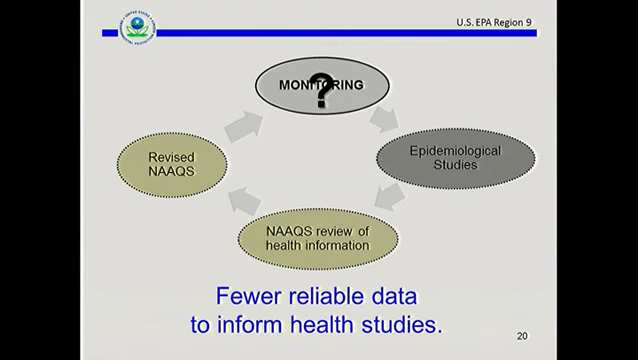 U.S. EPA Region 9
MONITORING
?
Epidemiological
Studies
Revised
NAAQS
NAAQS review of
health information
Fewer reliable data
to inform health studies.
20